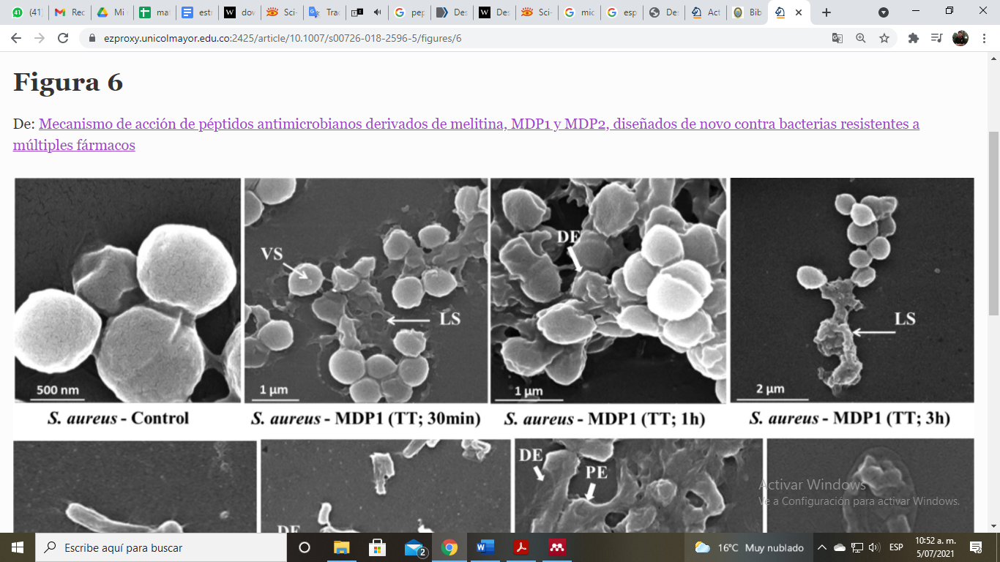 41 (41) Rec Mi mat estr W dov Sci- Trac pep Des W Des Sci- mic esp Des Act Bib
ezproxy.unicolmayor.edu.co:2425/article/10.1007/s00726-018-2596-5/figures/6
Figura 6
De: Mecanismo de acción de péptidos antimicrobianos derivados de melitina, MDP1 y MDP2, diseñados de novo contra bacterias resistentes a
múltiples fármacos
VS
LS
DE
LS
500 nm
1 µm
1 µm
2 µm
S. aureus - Control
S. aureus - MDP1 (TT; 30min)
S. aureus - MDP1 (TT; 1h)
S. aureus - MDP1 (TT; 3h)
DE
DE
PE
Activar Windows
Ve a Configuración para activar Windows.
Escribe aquí para buscar
2
16°C Muy nublado
ESP
10:52 a. m.
5/07/2021